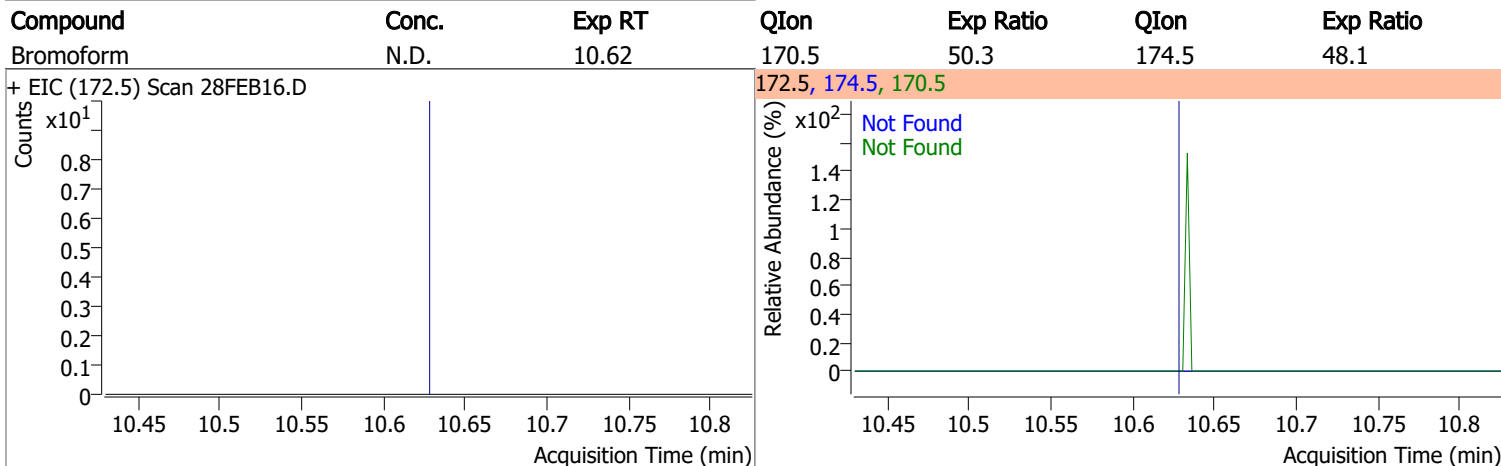 Compound Conc. Exp RT QIon Exp Ratio QIon Exp Ratio
Bromoform N.D. 10.62 170.5 50.3 174.5 48.1
+ EIC (172.5) Scan 28FEB16.D
Counts
x10¹
0.8
0.7
0.6
0.5
0.4
0.3
0.2
0.1
0
10.45 10.5 10.55 10.6 10.65 10.7 10.75 10.8
Acquisition Time (min)
172.5, 174.5, 170.5
Relative Abundance (%)
x10²
Not Found
Not Found
1.4
1.2
1
0.8
0.6
0.4
0.2
0
10.45 10.5 10.55 10.6 10.65 10.7 10.75 10.8
Acquisition Time (min)